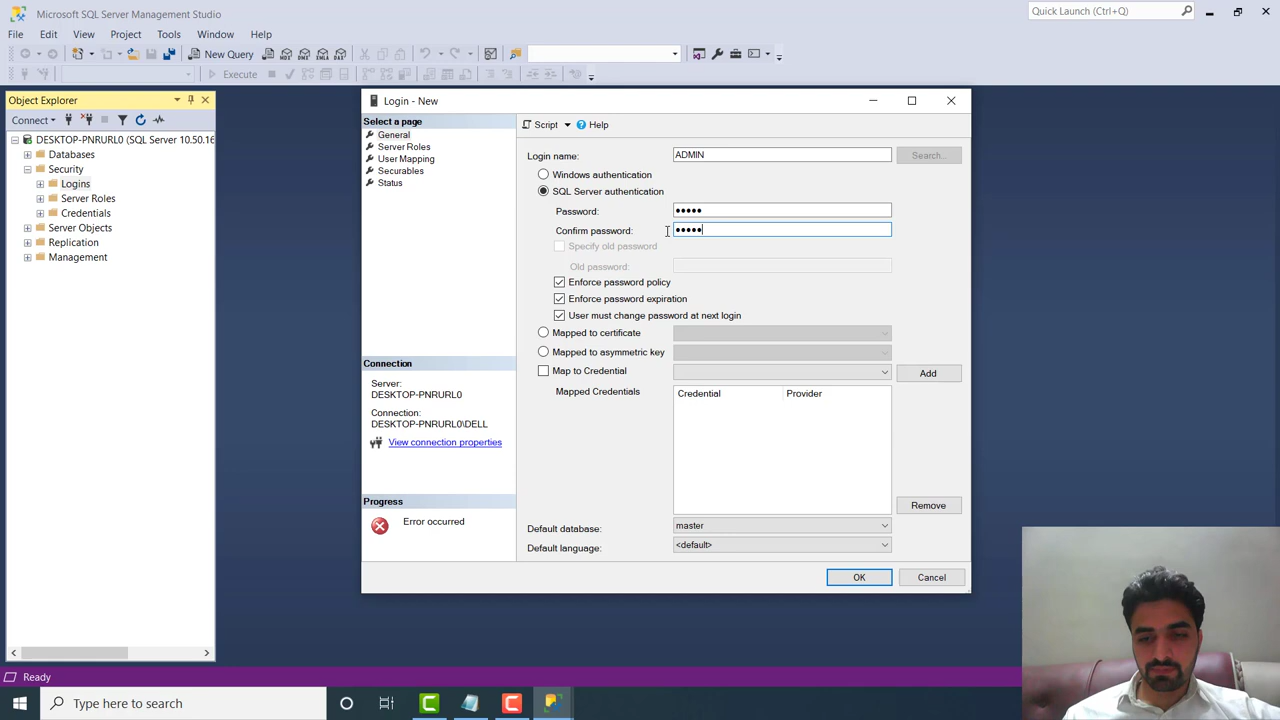 Microsoft SQL Server Management Studio
Quick Launch (Ctrl+Q)
File Edit View Project Tools Window Help
New Query MDX DMX XMLA DAX
Execute
Object Explorer
Connect
DESKTOP-PNRURL0 (SQL Server 10.50.16
Databases
Security
Logins
Server Roles
Credentials
Server Objects
Replication
Management
Login - New
Select a page
General
Server Roles
User Mapping
Securables
Status
Connection
Server:
DESKTOP-PNRURL0
Connection:
DESKTOP-PNRURL0\DELL
View connection properties
Progress
Error occurred
Script Help
Login name: ADMIN Search...
Windows authentication
SQL Server authentication
Password: •••••
Confirm password: •••••
Specify old password
Old password:
Enforce password policy
Enforce password expiration
User must change password at next login
Mapped to certificate
Mapped to asymmetric key
Map to Credential Add
Mapped Credentials Credential Provider
Remove
Default database: master
Default language: <default>
OK Cancel
Ready
Type here to search